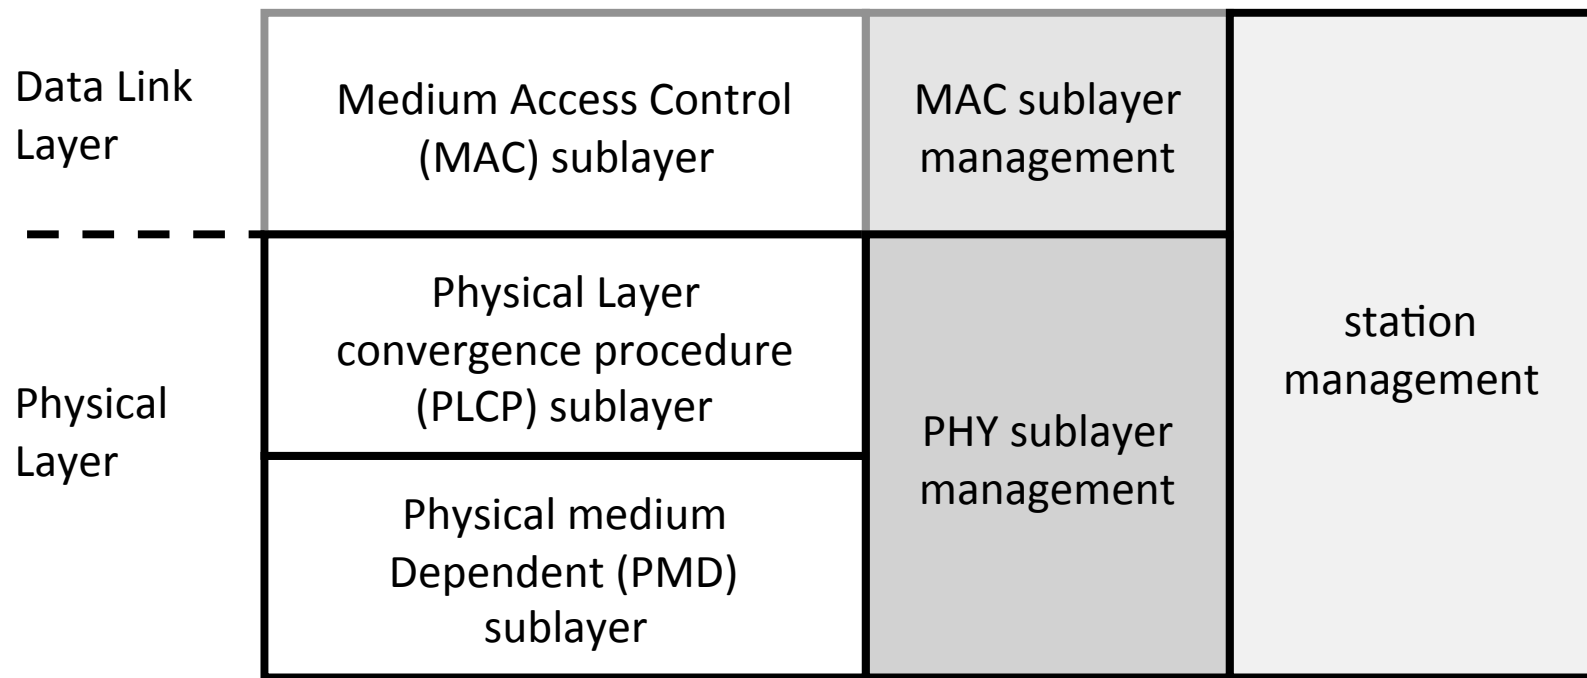 Data Link
Layer
Medium Access Control
(MAC) sublayer
MAC sublayer
management
Physical
Layer
Physical Layer
convergence procedure
(PLCP) sublayer
Physical medium
Dependent (PMD)
sublayer
PHY sublayer
management
station
management